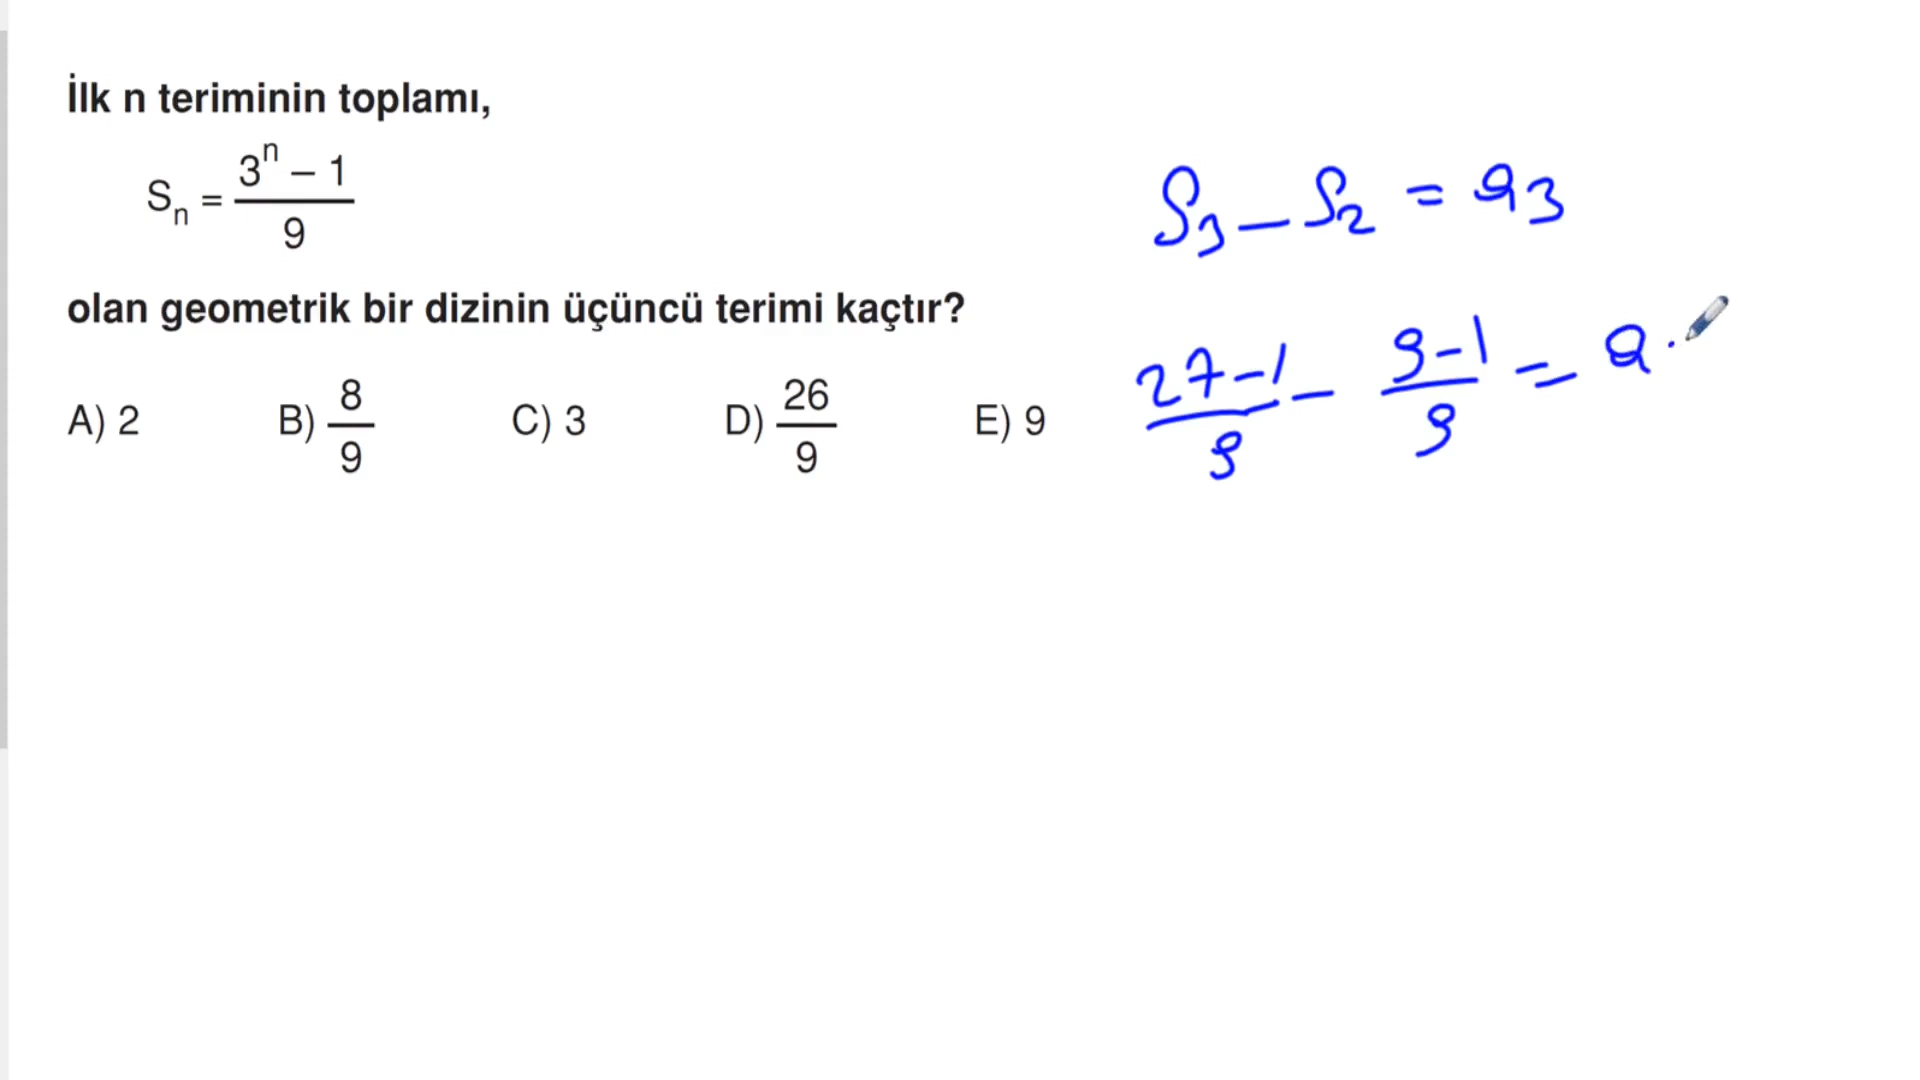 İlk n teriminin toplamı,
Sₙ = (3ⁿ – 1) / 9
olan geometrik bir dizinin üçüncü terimi kaçtır?
A) 2 B) 8/9 C) 3 D) 26/9 E) 9
S₃ – S₂ = a₃
(27-1)/9 – (9-1)/9 = a